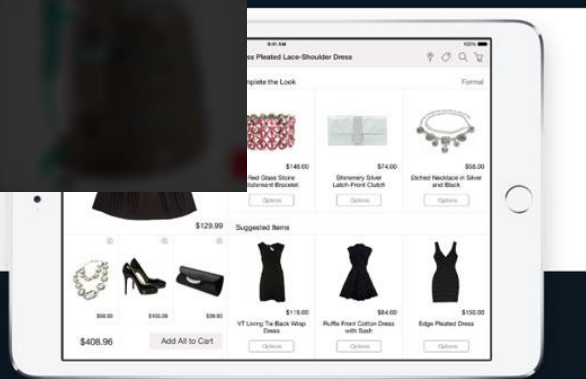 9:41 AM
100%
ss Pleated Lace-Shoulder Dress
plete the Look
Formal
$148.00
$74.00
$58.00
Red Glass Stone
Statement Bracelet
Shimmery Silver
Latch-Front Clutch
Etched Necklace in Silver
and Black
Options
Options
Options
$129.99
Suggested Items
$408.96
Add All to Cart
$84.00
$150.00
VT Living Tie Back Wrap
Dress
Ruffle Front Cotton Dress
with Sash
Edge Pleated Dress
Options
Options
Options